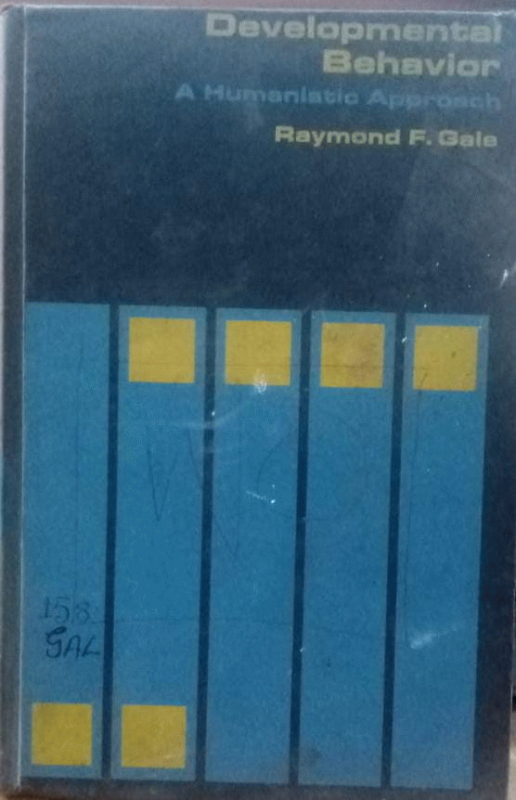 Developmental
Behavior
A Humanistic Approach
Raymond F. Gale
158
GAL